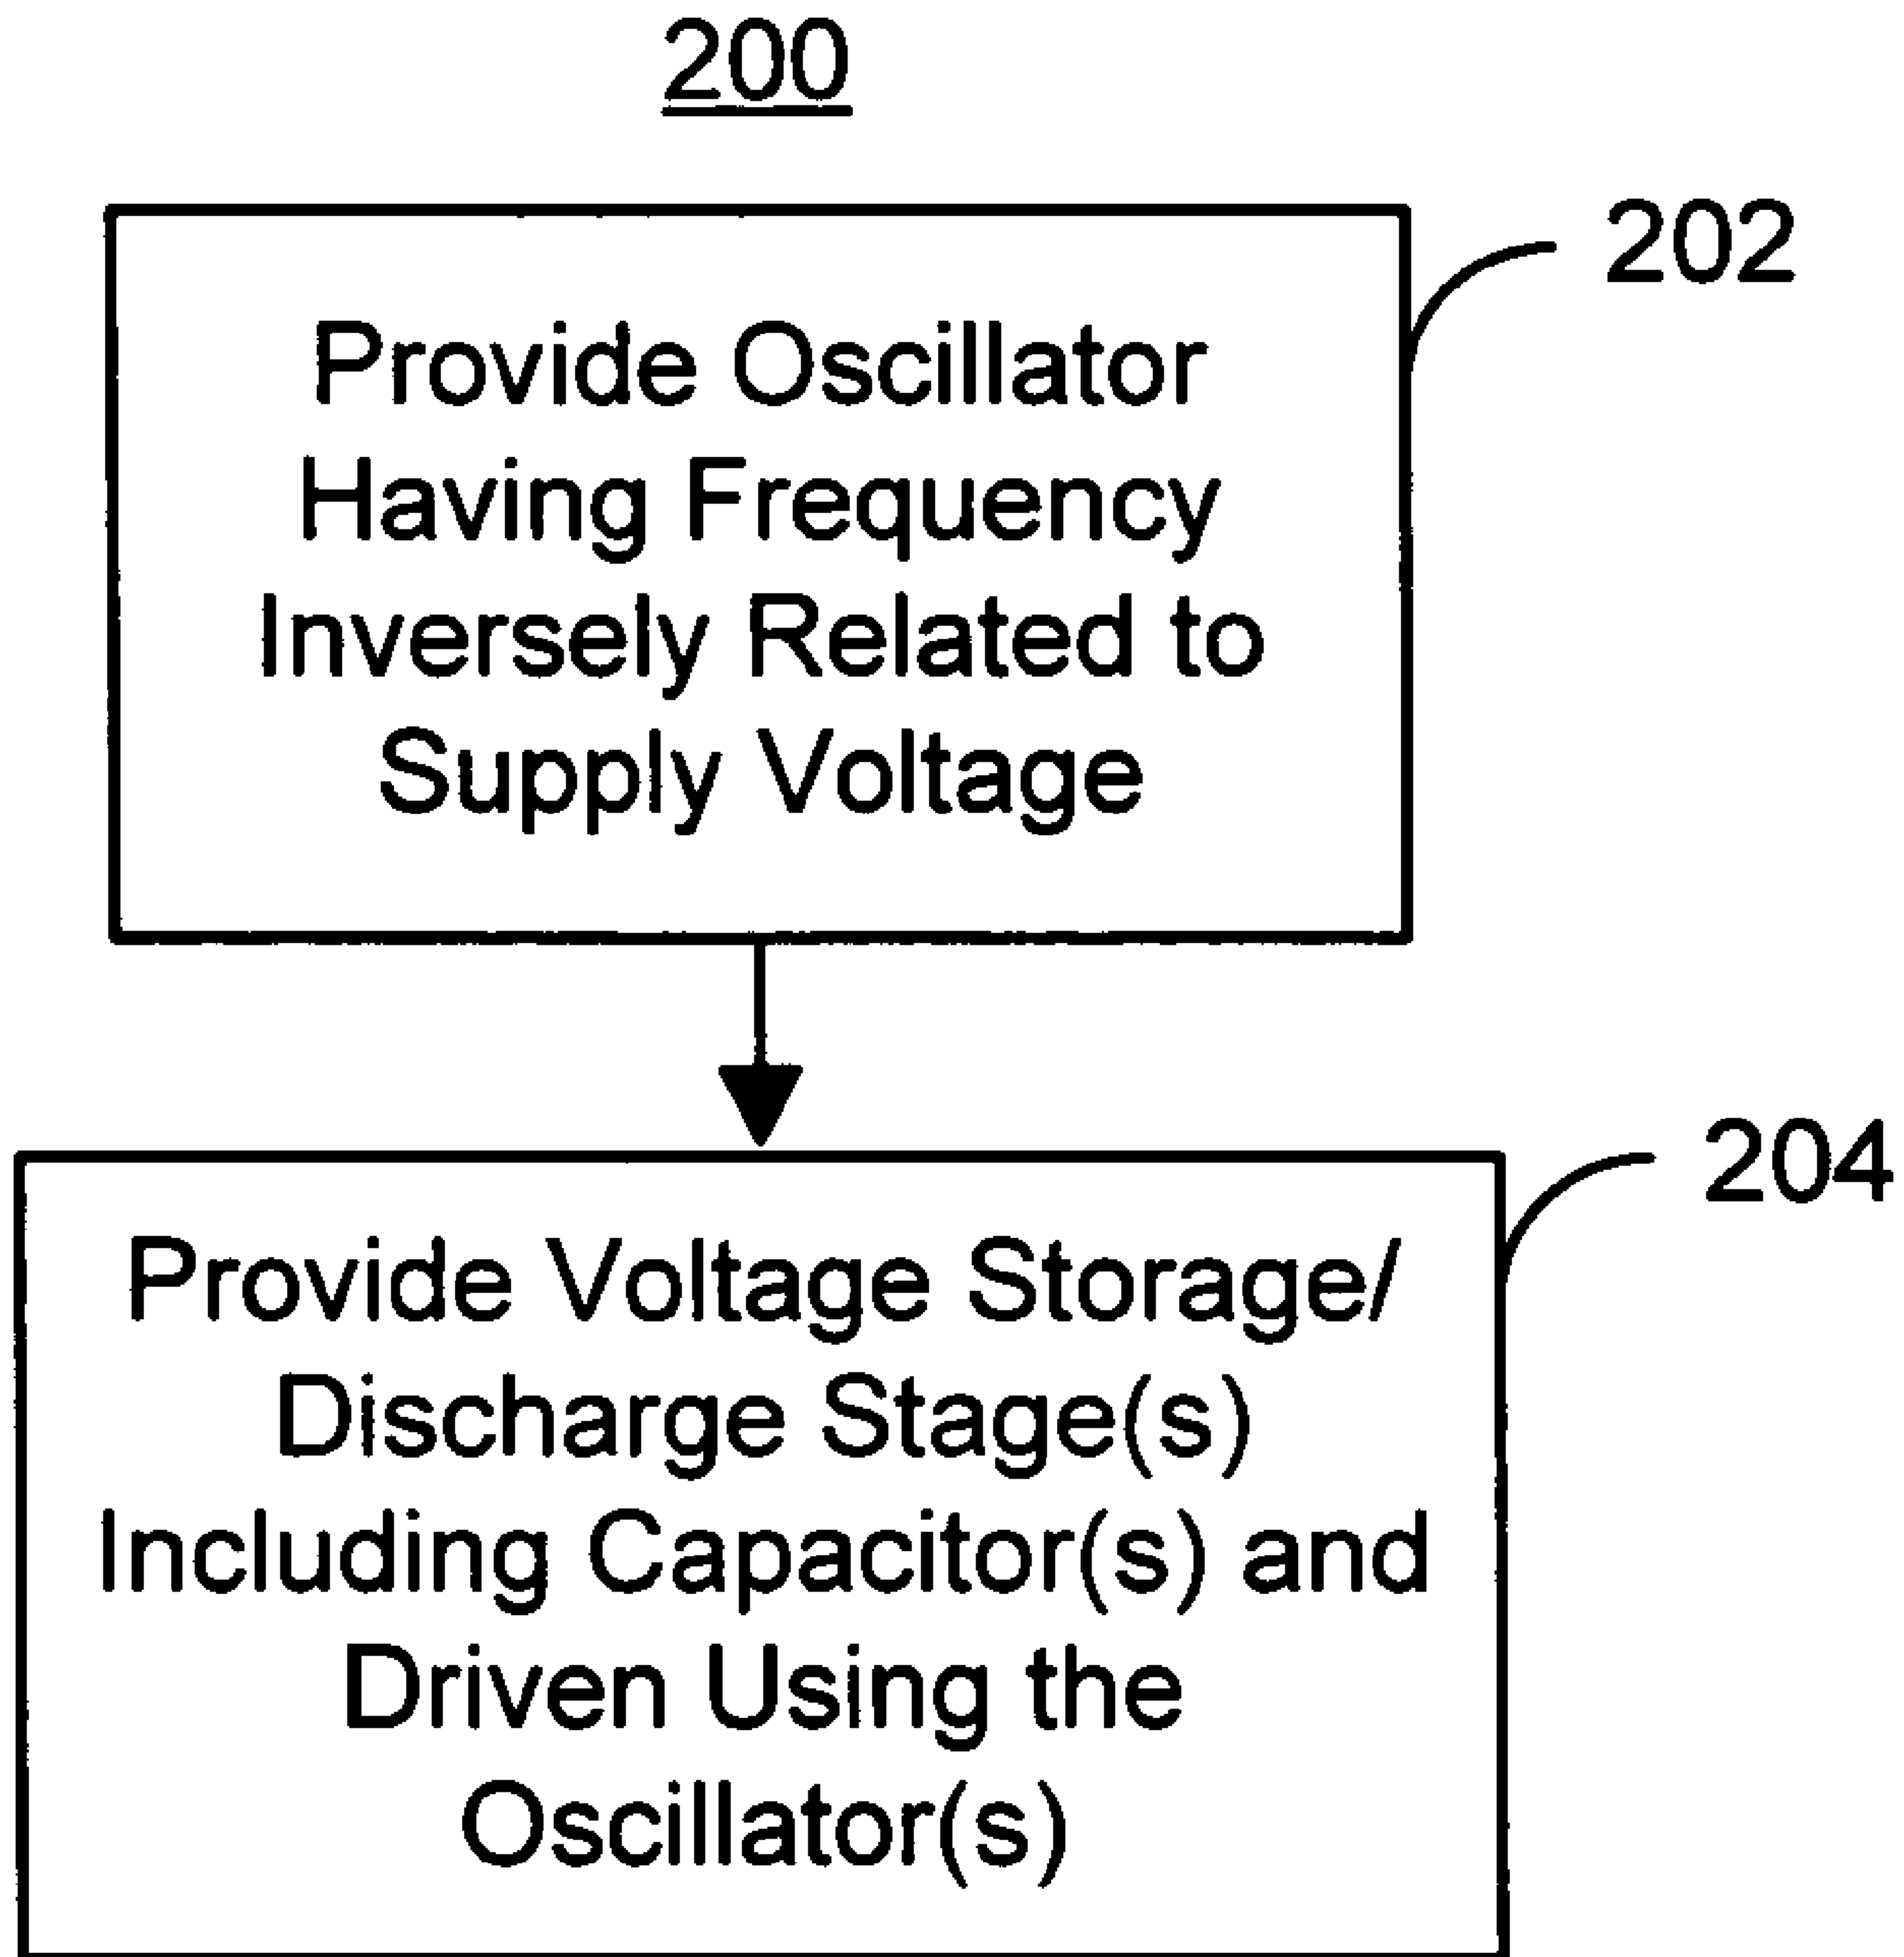 200
202
Provide Oscillator
Having Frequency
Inversely Related to
Supply Voltage
204
Provide Voltage Storage/
Discharge Stage(s)
Including Capacitor(s) and
Driven Using the
Oscillator(s)